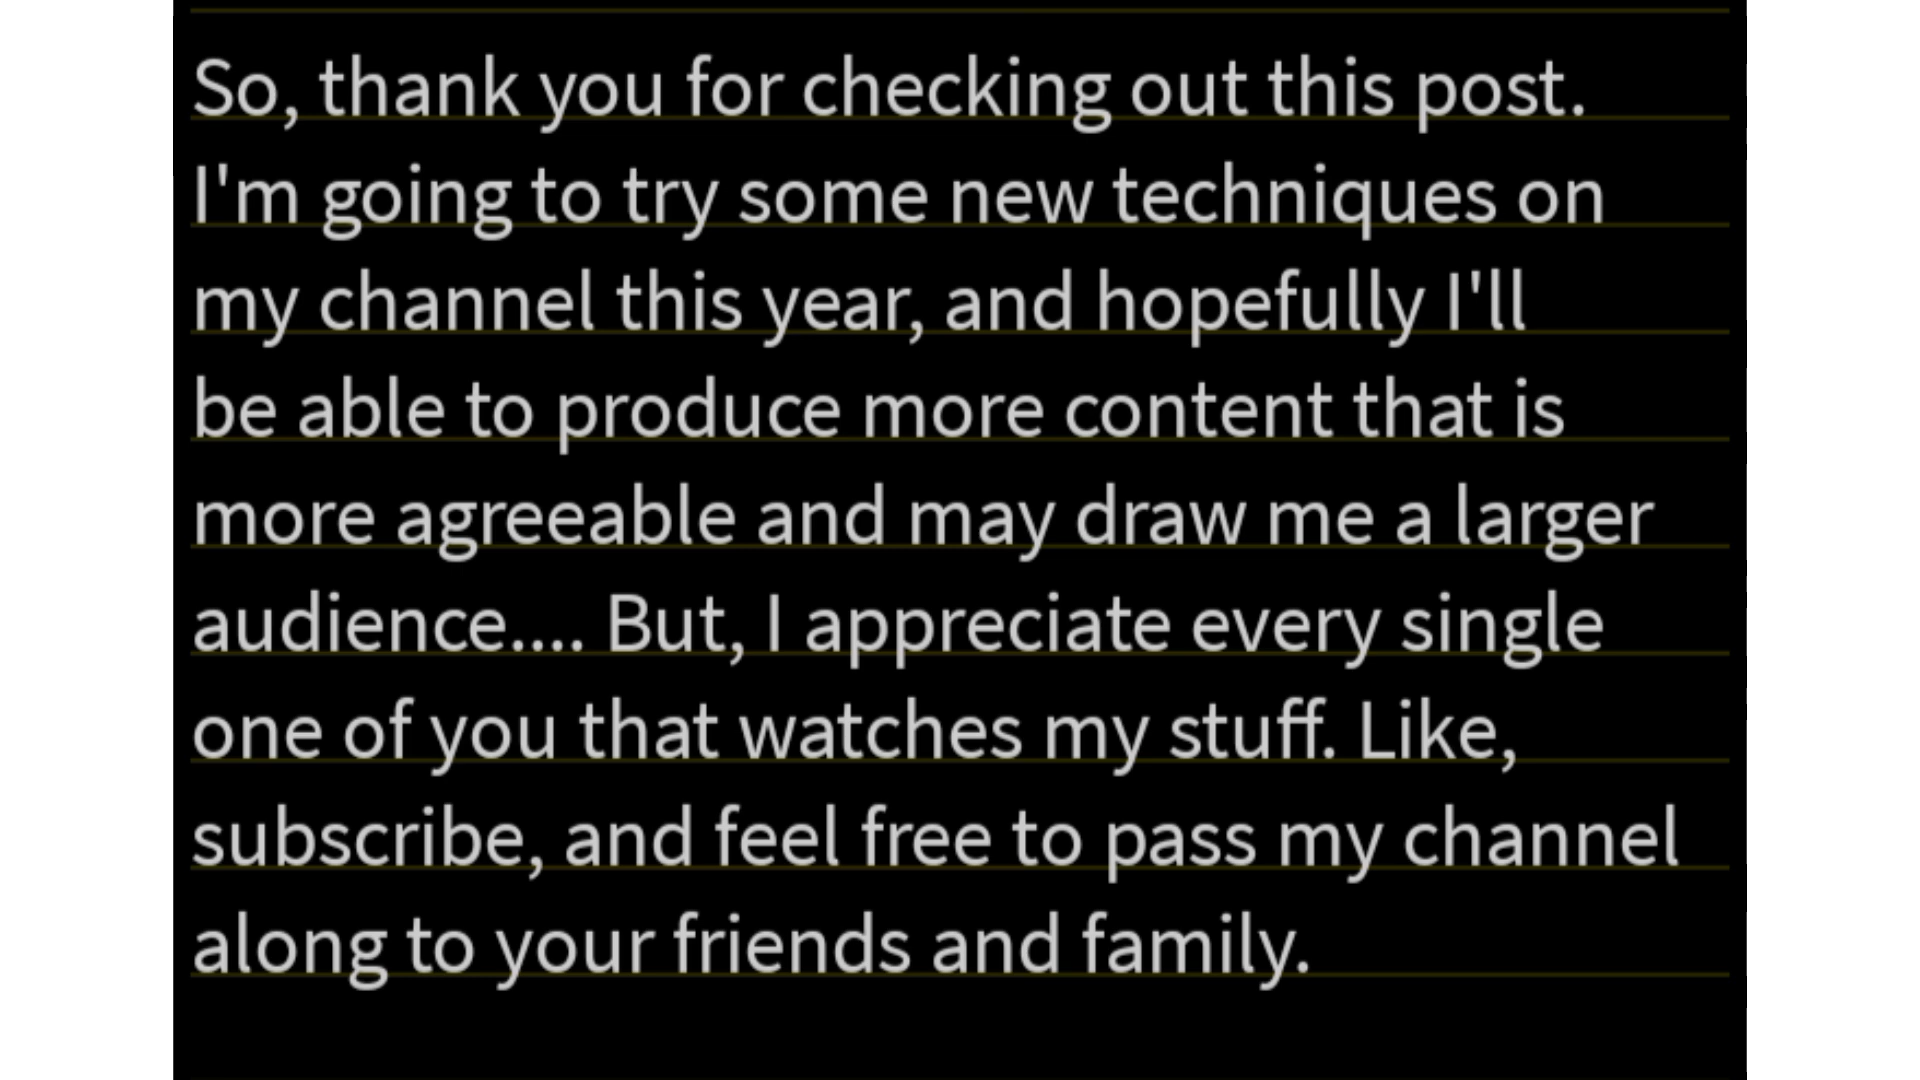 So, thank you for checking out this post.
I'm going to try some new techniques on
my channel this year, and hopefully I'll
be able to produce more content that is
more agreeable and may draw me a larger
audience.... But, I appreciate every single
one of you that watches my stuff. Like,
subscribe, and feel free to pass my channel
along to your friends and family.